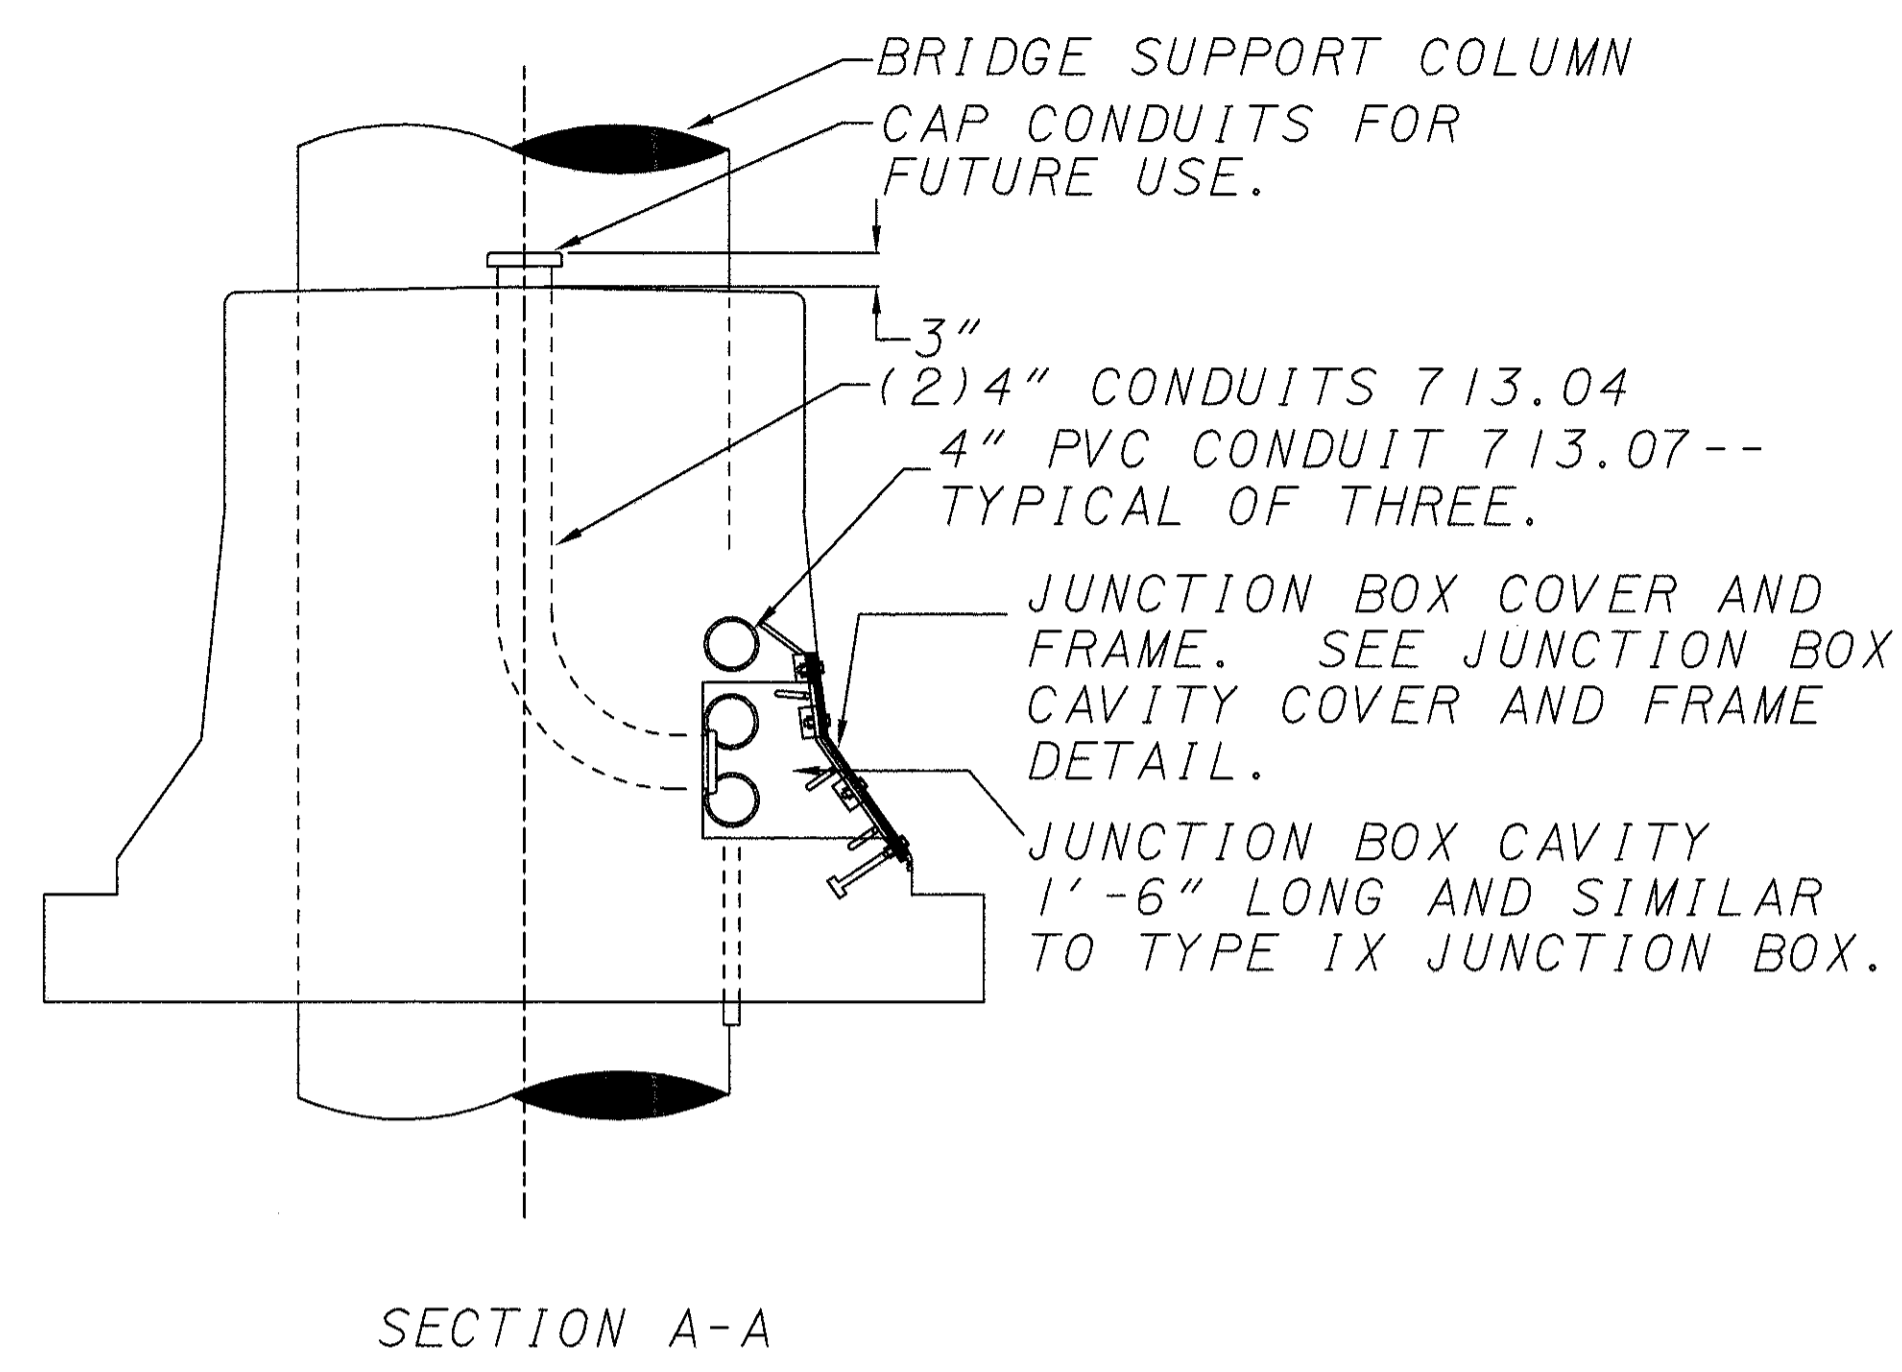 BRIDGE SUPPORT COLUMN
CAP CONDUITS FOR
FUTURE USE.
3"
(2)4" CONDUITS 713.04
4" PVC CONDUIT 713.07--
TYPICAL OF THREE.
JUNCTION BOX COVER AND
FRAME. SEE JUNCTION BOX
CAVITY COVER AND FRAME
DETAIL.
JUNCTION BOX CAVITY
1'-6" LONG AND SIMILAR
TO TYPE IX JUNCTION BOX.
SECTION A-A